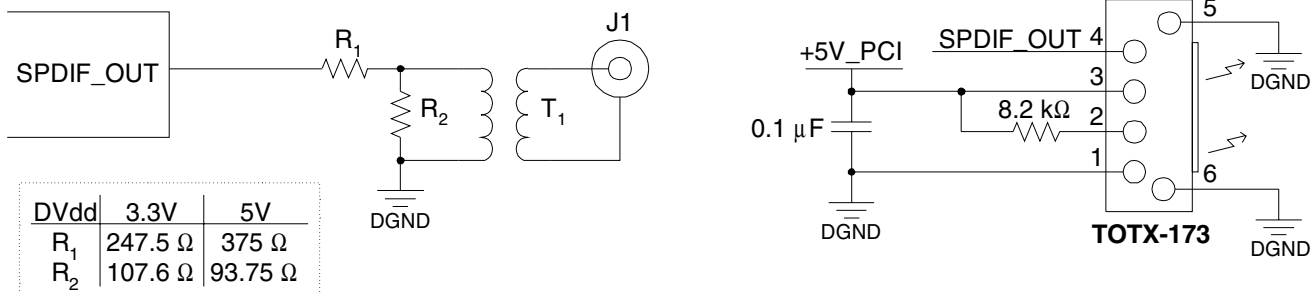 SPDIF_OUT
R1
R2
T1
J1
DGND
DVdd 3.3V 5V
R1 247.5 Ω 375 Ω
R2 107.6 Ω 93.75 Ω
+5V_PCI
0.1 µF
DGND
SPDIF_OUT 4
3
8.2 kΩ
2
1
5
DGND
6
DGND
TOTX-173